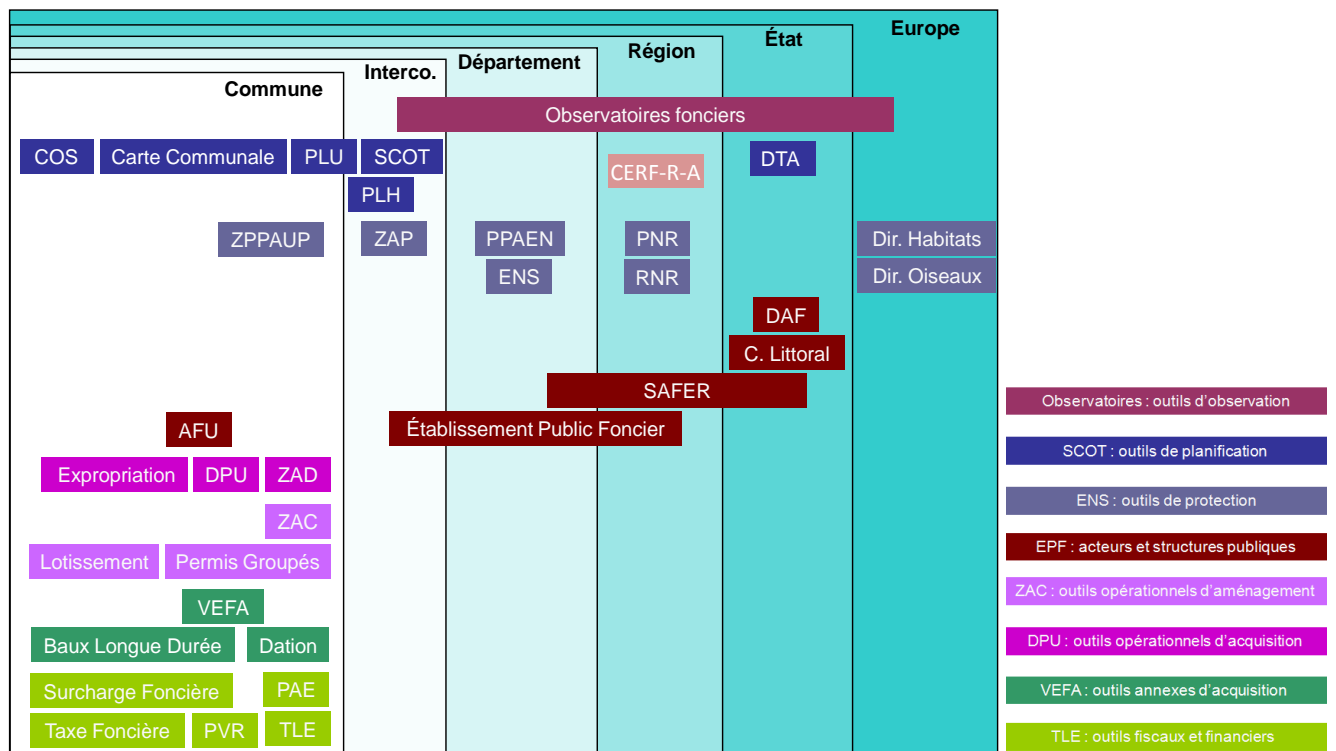 Europe
État
Région
Département
Interco.
Commune
Observatoires fonciers
COS
Carte Communale
PLU
SCOT
CERF-R-A
DTA
PLH
ZPPAUP
ZAP
PPAEN
PNR
Dir. Habitats
ENS
RNR
Dir. Oiseaux
DAF
C. Littoral
SAFER
AFU
Établissement Public Foncier
Expropriation
DPU
ZAD
ZAC
Lotissement
Permis Groupés
VEFA
Baux Longue Durée
Dation
Surcharge Foncière
PAE
Taxe Foncière
PVR
TLE
Observatoires : outils d'observation
SCOT : outils de planification
ENS : outils de protection
EPF : acteurs et structures publiques
ZAC : outils opérationnels d'aménagement
DPU : outils opérationnels d'acquisition
VEFA : outils annexes d'acquisition
TLE : outils fiscaux et financiers